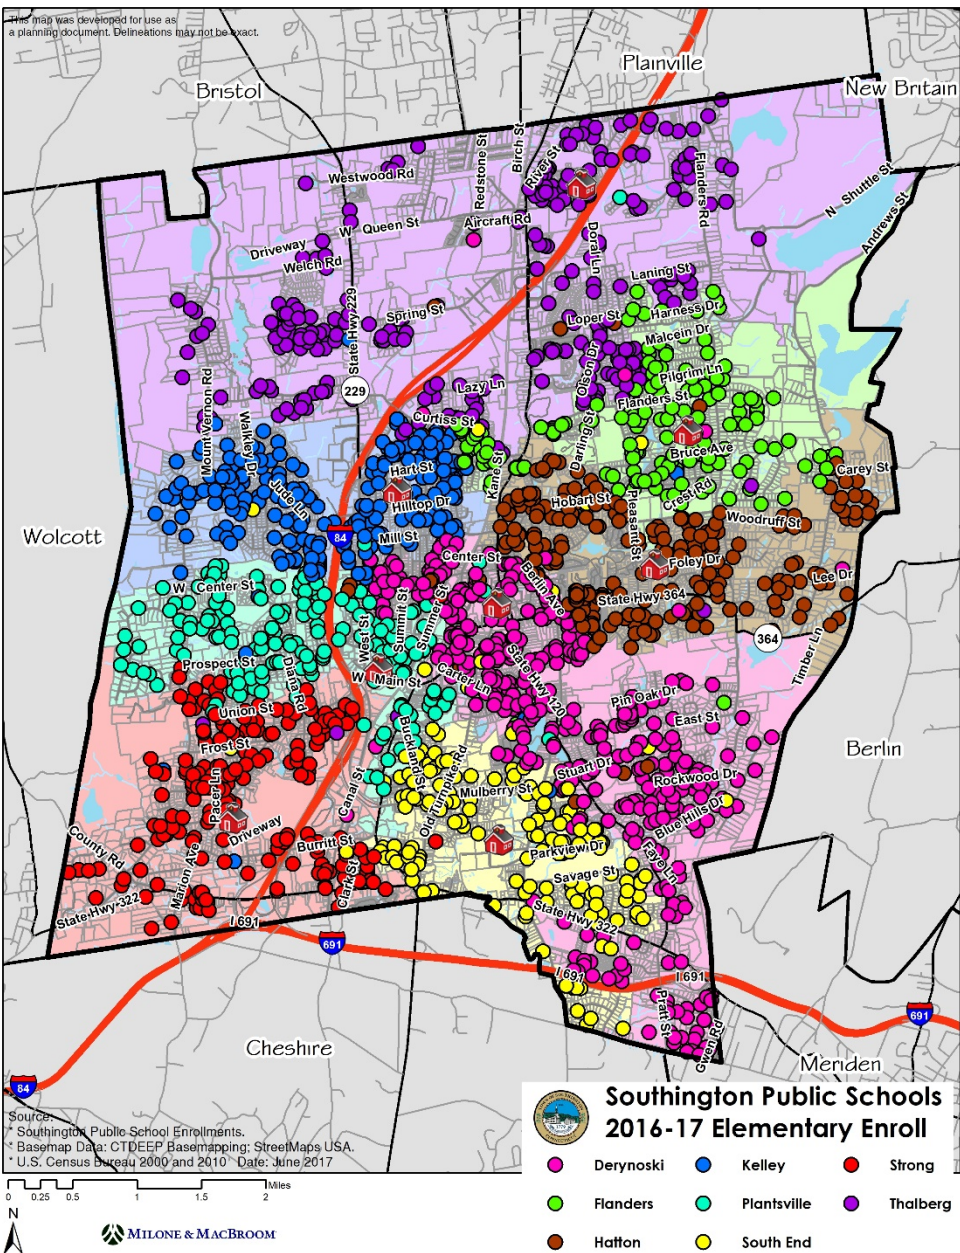 This map was developed for use as
a planning document. Delineations may not be exact.
Plainville
Bristol
New Britain
Birch St
Redstone St
River St
Flanders Rd
Westwood Rd
N Shuttle St
Andrews St
W Queen St
Aircraft Rd
Driveway
Welch Rd
Doral Ln
Laning St
State Hwy 229
Spring St
Loper St
Harness Dr
Malcein Dr
Olson Dr
Pilgrim Ln
Mount Vernon Rd
229
Lazy Ln
Flanders St
Walkley Dr
Curtiss St
Darling St
Bruce Ave
Kane St
Hart St
Carey St
Jude Ln
Hilltop Dr
Hobart St
Pleasant St
Crest Rd
Woodruff St
Wolcott
84
Mill St
Center St
Foley Dr
Berlin Ave
Lee Dr
W Center St
State Hwy 364
Summit St
Summer St
West St
364
Timber Ln
Prospect St
Diana Rd
W Main St
Carter Ln
State Hwy 120
Pin Oak Dr
Union St
East St
Buckland St
Frost St
Old Turnpike Rd
Berlin
Stuart Dr
Rockwood Dr
Pacer Ln
Canal St
Mulberry St
Blue Hills Dr
Driveway
County Rd
Burritt St
Parkview Dr
Faye Ln
Marion Ave
Clark St
Savage St
State Hwy 322
I 691
State Hwy 322
691
I 691
I 691
Pratt St
Gwen Rd
691
Cheshire
Meriden
84
Source:
* Southington Public School Enrollments.
* Basemap Data: CTDEEP Basemapping; StreetMaps USA.
* U.S. Census Bureau 2000 and 2010 Date: June 2017
Miles
0 0.25 0.5 1 1.5 2
N
MILONE & MACBROOM
Southington Public Schools
2016-17 Elementary Enroll
Derynoski Kelley Strong
Flanders Plantsville Thalberg
Hatton South End